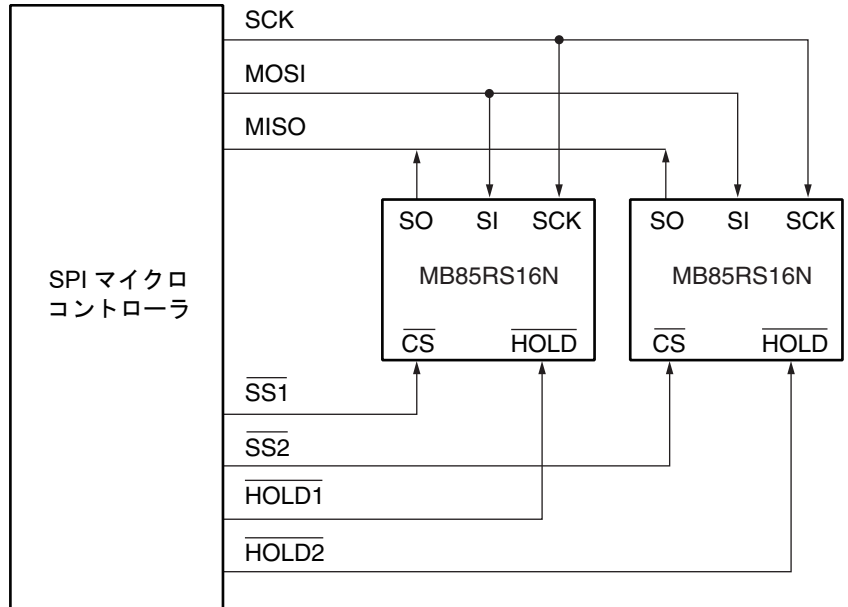 SCK
MOSI
MISO
SO SI SCK
MB85RS16N
CS HOLD
SO SI SCK
MB85RS16N
CS HOLD
SPI マイクロ
コントローラ
SS1
SS2
HOLD1
HOLD2